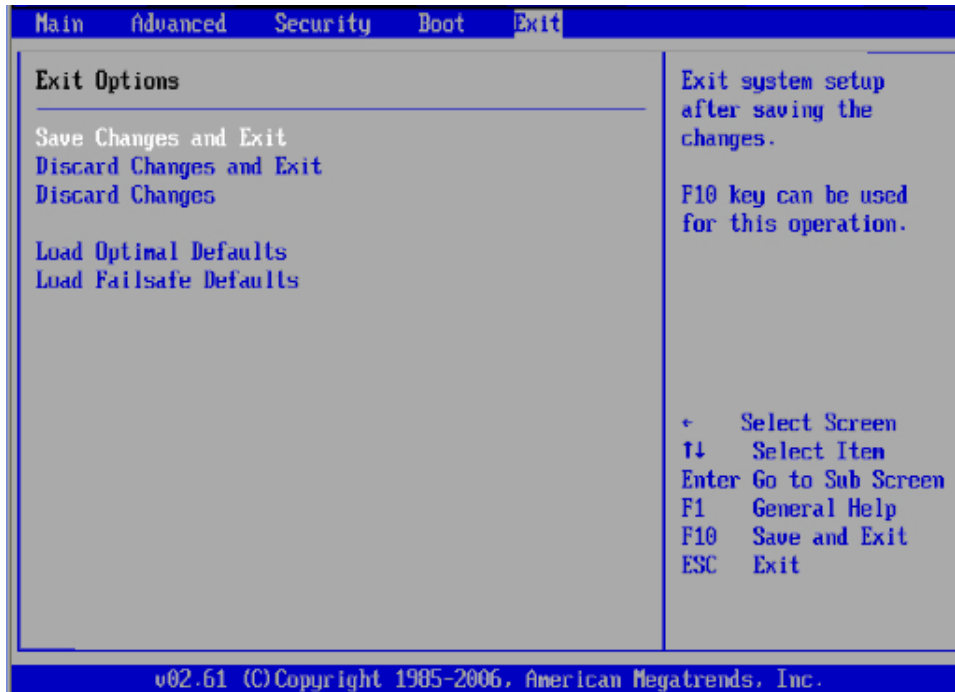 Main Advanced Security Boot Exit
Exit Options
Save Changes and Exit
Discard Changes and Exit
Discard Changes
Load Optimal Defaults
Load Failsafe Defaults
Exit system setup
after saving the
changes.
F10 key can be used
for this operation.
← Select Screen
↑↓ Select Item
Enter Go to Sub Screen
F1 General Help
F10 Save and Exit
ESC Exit
v02.61 (C)Copyright 1985-2006, American Megatrends, Inc.